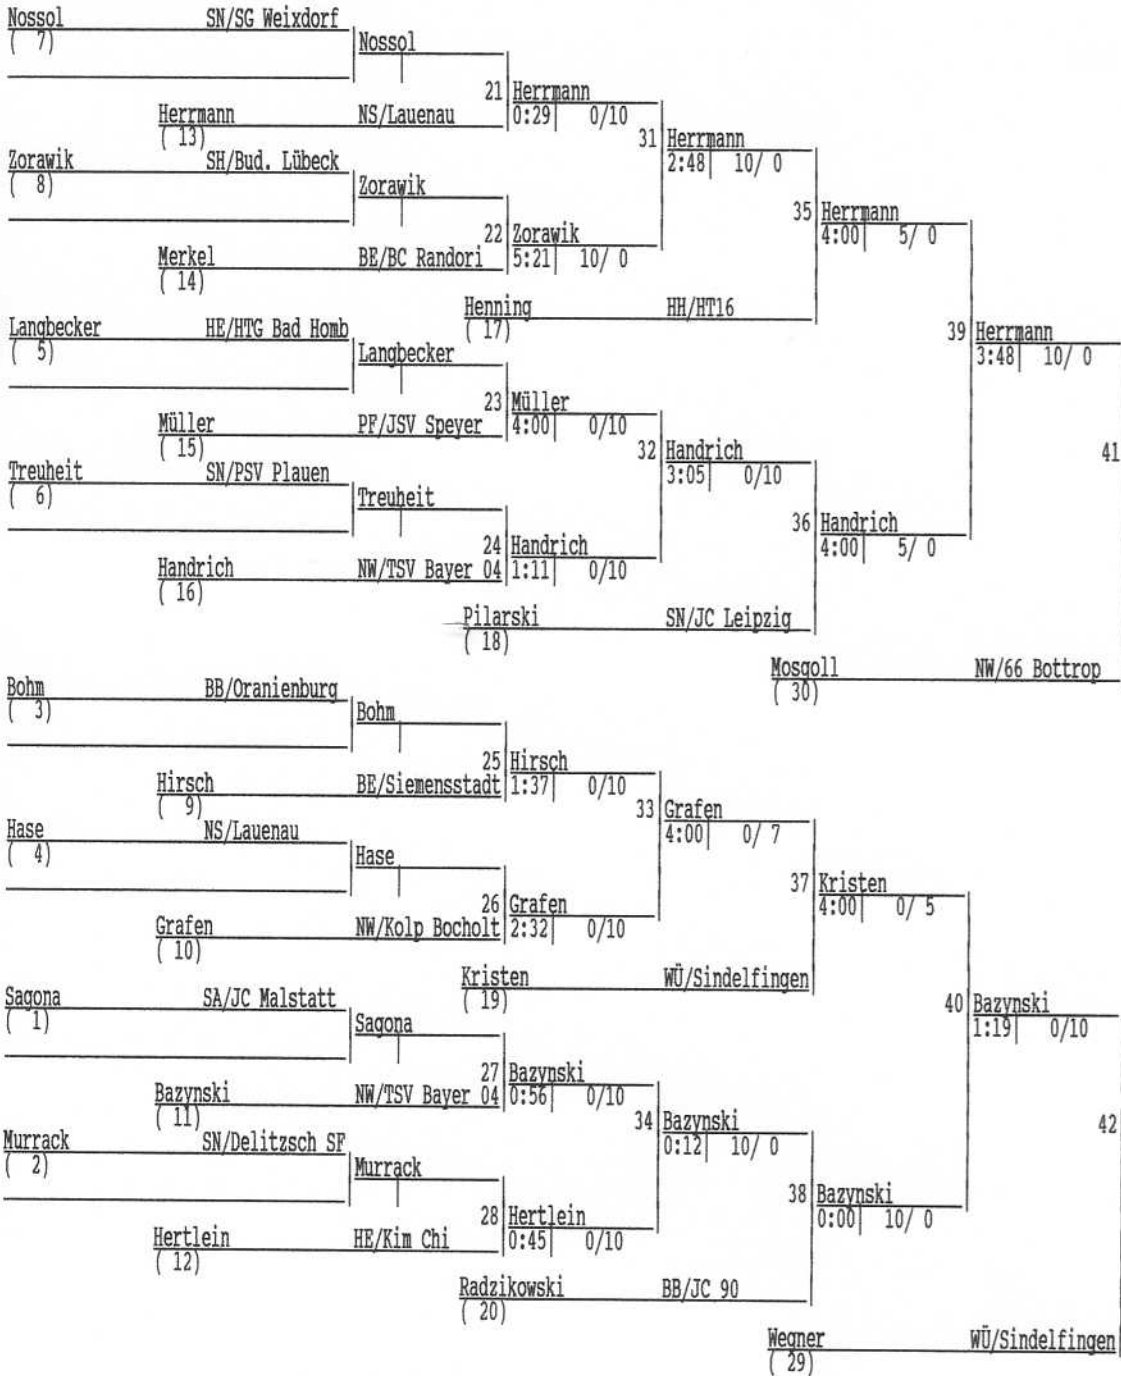 Nossol SN/SG Weixdorf
( 7)
Nossol
21 Herrmann
0:29 0/10
Herrmann NS/Lauenau
( 13)
31 Herrmann
2:48 10/ 0
Zorawik SH/Bud. Lübeck
( 8)
Zorawik
35 Herrmann
4:00 5/ 0
22 Zorawik
5:21 10/ 0
Merkel BE/BC Randori
( 14)
Henning HH/HT16
( 17)
Langbecker HE/HTG Bad Homb
( 5)
Langbecker
39 Herrmann
3:48 10/ 0
23 Müller
4:00 0/10
Müller PF/JSV Speyer
( 15)
32 Handrich
3:05 0/10
41
Treuheit SN/PSV Plauen
( 6)
Treuheit
36 Handrich
4:00 5/ 0
24 Handrich
1:11 0/10
Handrich NW/TSV Bayer 04
( 16)
Pilarski SN/JC Leipzig
( 18)
Mosgoll NW/66 Bottrop
( 30)
Bohm BB/Oranienburg
( 3)
Bohm
25 Hirsch
1:37 0/10
Hirsch BE/Siemensstadt
( 9)
33 Grafen
4:00 0/ 7
Hase NS/Lauenau
( 4)
Hase
37 Kristen
4:00 0/ 5
26 Grafen
2:32 0/10
Grafen NW/Kolp Bocholt
( 10)
Kristen WÜ/Sindelfingen
( 19)
Sagona SA/JC Malstatt
( 1)
Sagona
40 Bazynski
1:19 0/10
27 Bazynski
0:56 0/10
Bazynski NW/TSV Bayer 04
( 11)
34 Bazynski
0:12 10/ 0
42
Murrack SN/Delitzsch SF
( 2)
Murrack
38 Bazynski
0:00 10/ 0
28 Hertlein
0:45 0/10
Hertlein HE/Kim Chi
( 12)
Radzikowski BB/JC 90
( 20)
Wegner WÜ/Sindelfingen
( 29)